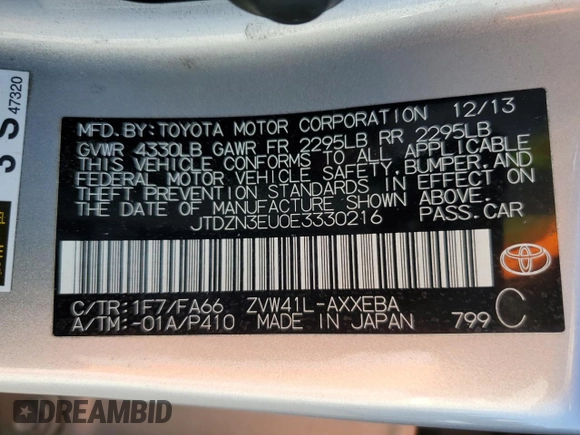 MFD. BY: TOYOTA MOTOR CORPORATION 12/13
GVWR 4330LB GAWR FR 2295LB RR 2295LB
THIS VEHICLE CONFORMS TO ALL APPLICABLE
FEDERAL MOTOR VEHICLE SAFETY, BUMPER, AND
THEFT PREVENTION STANDARDS IN EFFECT ON
THE DATE OF MANUFACTURE SHOWN ABOVE.
JTDZN3EU0E3330216 PASS. CAR
C/TR: 1F7/FA66 ZVW41L-AXXEBA
A/TM: -01A/P410 MADE IN JAPAN 799 C
TOYOTA
47320
DREAMBID